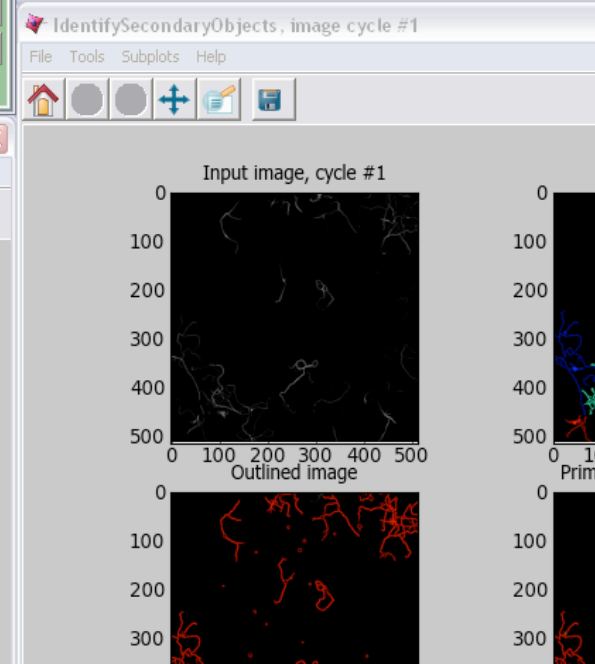 IdentifySecondaryObjects, image cycle #1
File Tools Subplots Help
Input image, cycle #1
0 0
100 100
200 200
300 300
400 400
500 500
0 100 200 300 400 500 0
Outlined image Prim
0 0
100 100
200 200
300 300